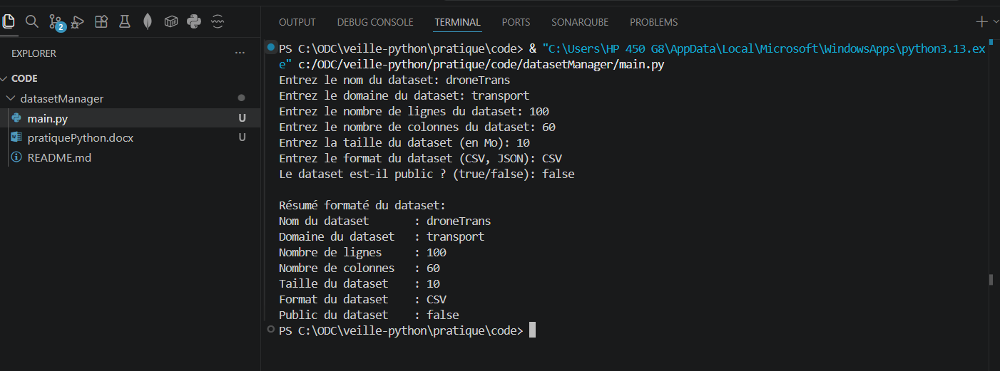 OUTPUT DEBUG CONSOLE TERMINAL PORTS SONARQUBE PROBLEMS
2
EXPLORER
CODE
datasetManager
main.py U
pratiquePython.docx U
README.md
PS C:\ODC\veille-python\pratique\code> & "C:\Users\HP 450 G8\AppData\Local\Microsoft\WindowsApps\python3.13.ex
e" c:/ODC/veille-python/pratique/code/datasetManager/main.py
Entrez le nom du dataset: droneTrans
Entrez le domaine du dataset: transport
Entrez le nombre de lignes du dataset: 100
Entrez le nombre de colonnes du dataset: 60
Entrez la taille du dataset (en Mo): 10
Entrez le format du dataset (CSV, JSON): CSV
Le dataset est-il public ? (true/false): false
Résumé formaté du dataset:
Nom du dataset : droneTrans
Domaine du dataset : transport
Nombre de lignes : 100
Nombre de colonnes : 60
Taille du dataset : 10
Format du dataset : CSV
Public du dataset : false
PS C:\ODC\veille-python\pratique\code>